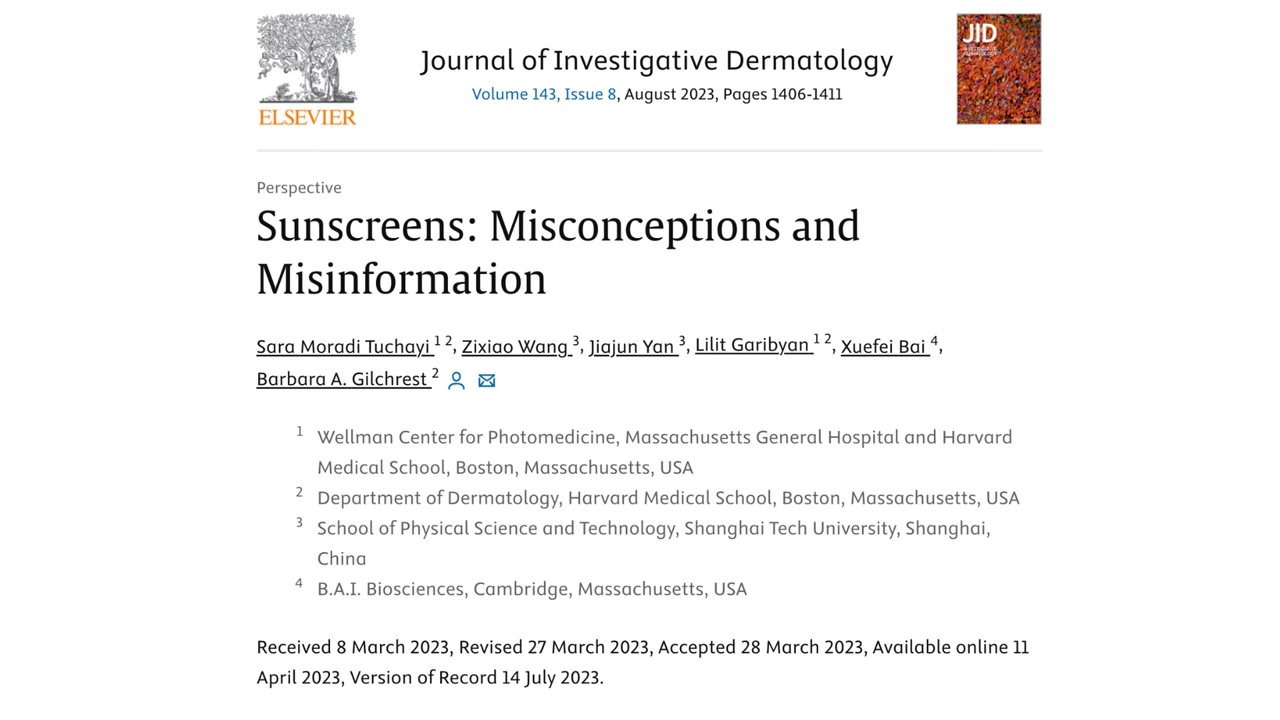 ELSEVIER
Journal of Investigative Dermatology
Volume 143, Issue 8, August 2023, Pages 1406-1411
JID
Perspective
Sunscreens: Misconceptions and
Misinformation
Sara Moradi Tuchayi 1 2, Zixiao Wang 3, Jiajun Yan 3, Lilit Garibyan 1 2, Xuefei Bai 4,
Barbara A. Gilchrest 2
1 Wellman Center for Photomedicine, Massachusetts General Hospital and Harvard
Medical School, Boston, Massachusetts, USA
2 Department of Dermatology, Harvard Medical School, Boston, Massachusetts, USA
3 School of Physical Science and Technology, Shanghai Tech University, Shanghai,
China
4 B.A.I. Biosciences, Cambridge, Massachusetts, USA
Received 8 March 2023, Revised 27 March 2023, Accepted 28 March 2023, Available online 11
April 2023, Version of Record 14 July 2023.